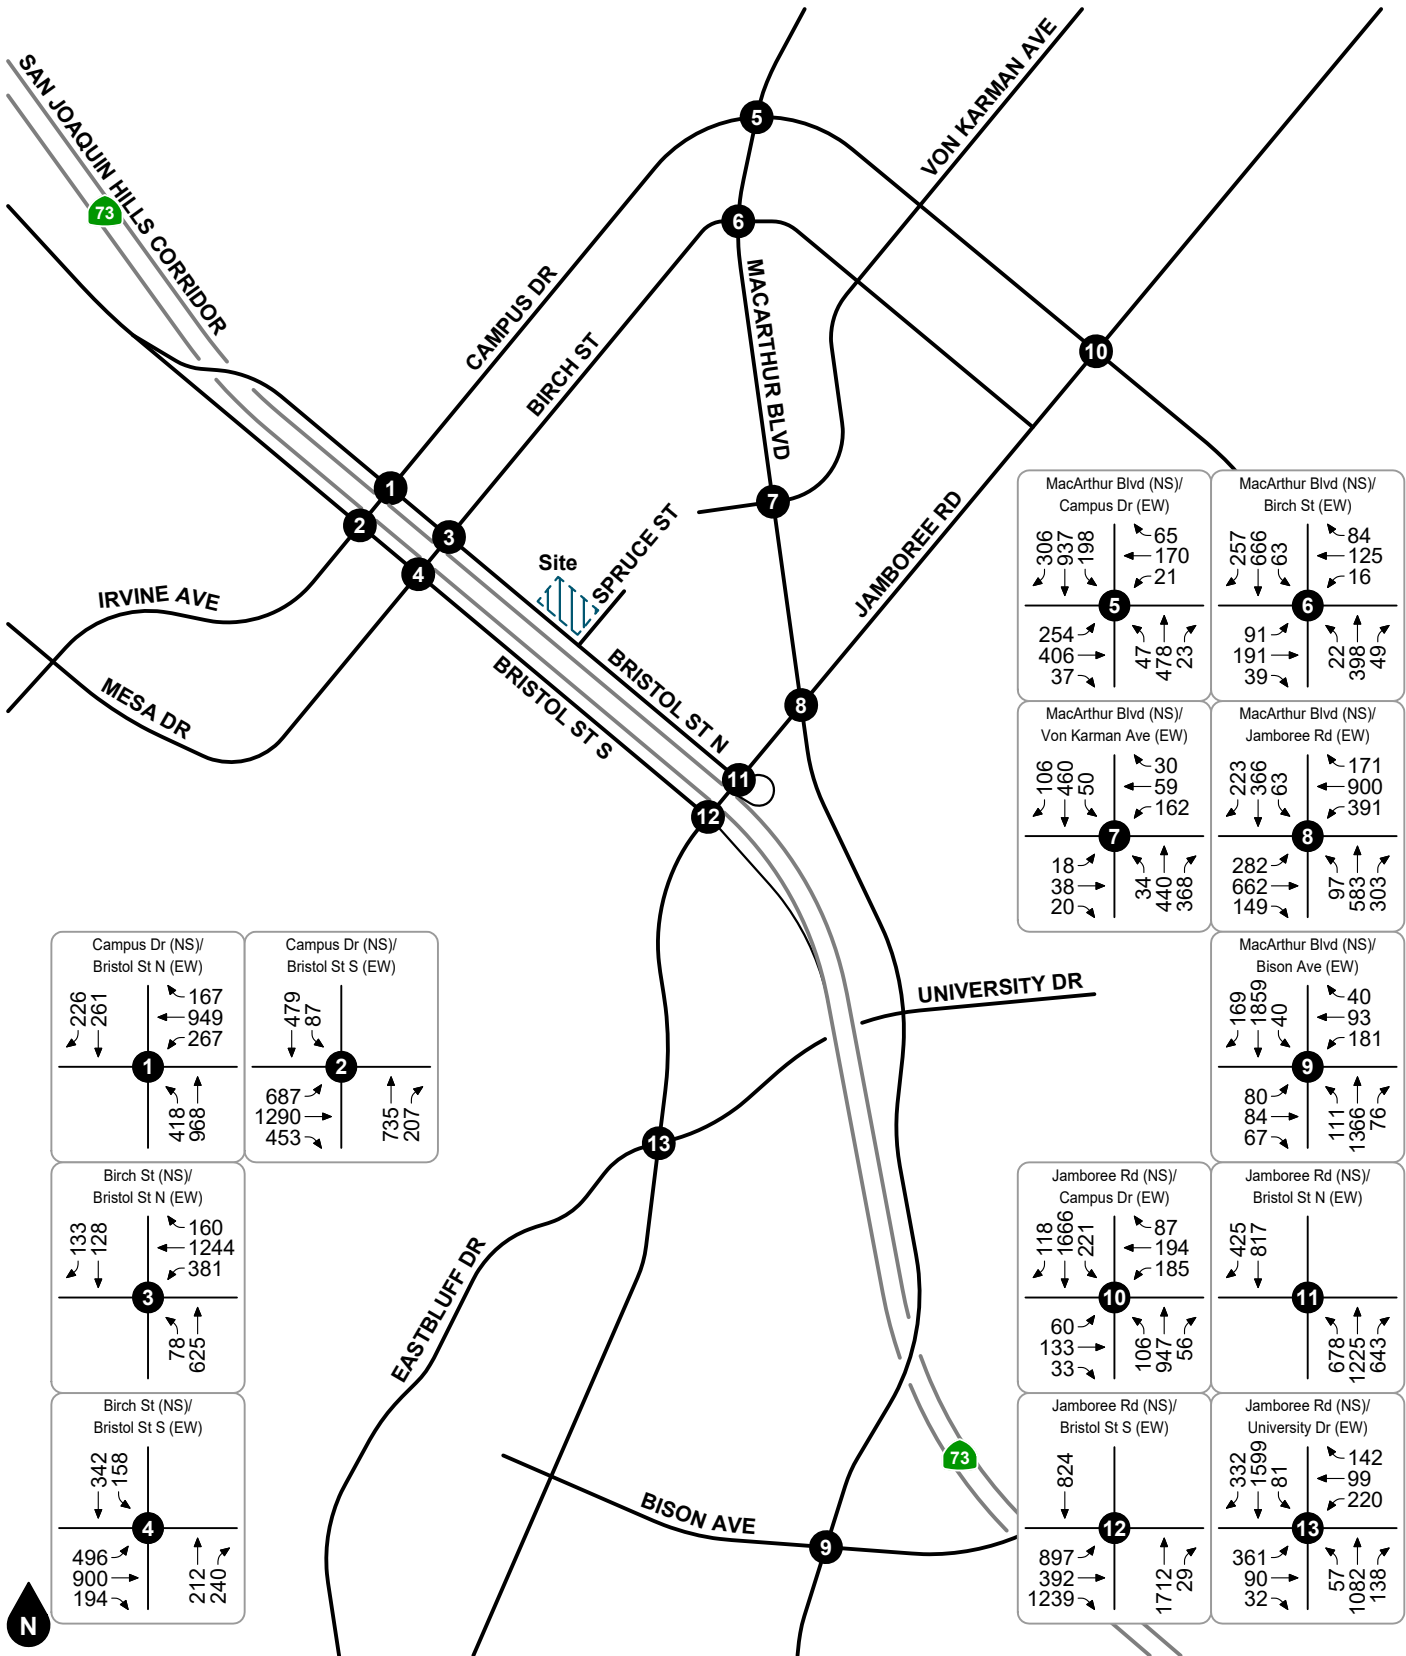 SAN JOAQUIN HILLS CORRIDOR
73
VON KARMAN AVE
5
6
CAMPUS DR
BIRCH ST
MACARTHUR BLVD
10
1
2
3
4
7
Site
SPRUCE ST
JAMBOREE RD
IRVINE AVE
MESA DR
BRISTOL ST N
BRISTOL ST S
8
11
12
UNIVERSITY DR
13
EASTBLUFF DR
BISON AVE
9
73
N
MacArthur Blvd (NS)/
Campus Dr (EW)
306 937 198
65
170
21
5
254
406
37
47 478 23
MacArthur Blvd (NS)/
Birch St (EW)
257 666 63
84
125
16
6
91
191
39
22 398 49
MacArthur Blvd (NS)/
Von Karman Ave (EW)
106 460 50
30
59
162
7
18
38
20
34 440 368
MacArthur Blvd (NS)/
Jamboree Rd (EW)
223 366 63
171
900
391
8
282
662
149
97 583 303
MacArthur Blvd (NS)/
Bison Ave (EW)
169 1859 40
40
93
181
9
80
84
67
111 1366 76
Campus Dr (NS)/
Bristol St N (EW)
226 261
167
949
267
1
418 968
Campus Dr (NS)/
Bristol St S (EW)
479 87
2
687
1290
453
735 207
Birch St (NS)/
Bristol St N (EW)
133 128
160
1244
381
3
78 625
Birch St (NS)/
Bristol St S (EW)
342 158
4
496
900
194
212 240
Jamboree Rd (NS)/
Campus Dr (EW)
118 1666 221
87
194
185
10
60
133
33
106 947 56
Jamboree Rd (NS)/
Bristol St N (EW)
425 817
11
678 1225 643
Jamboree Rd (NS)/
Bristol St S (EW)
824
12
897
392
1239
1712 29
Jamboree Rd (NS)/
University Dr (EW)
332 1599 81
142
99
220
13
361
90
32
57 1082 138